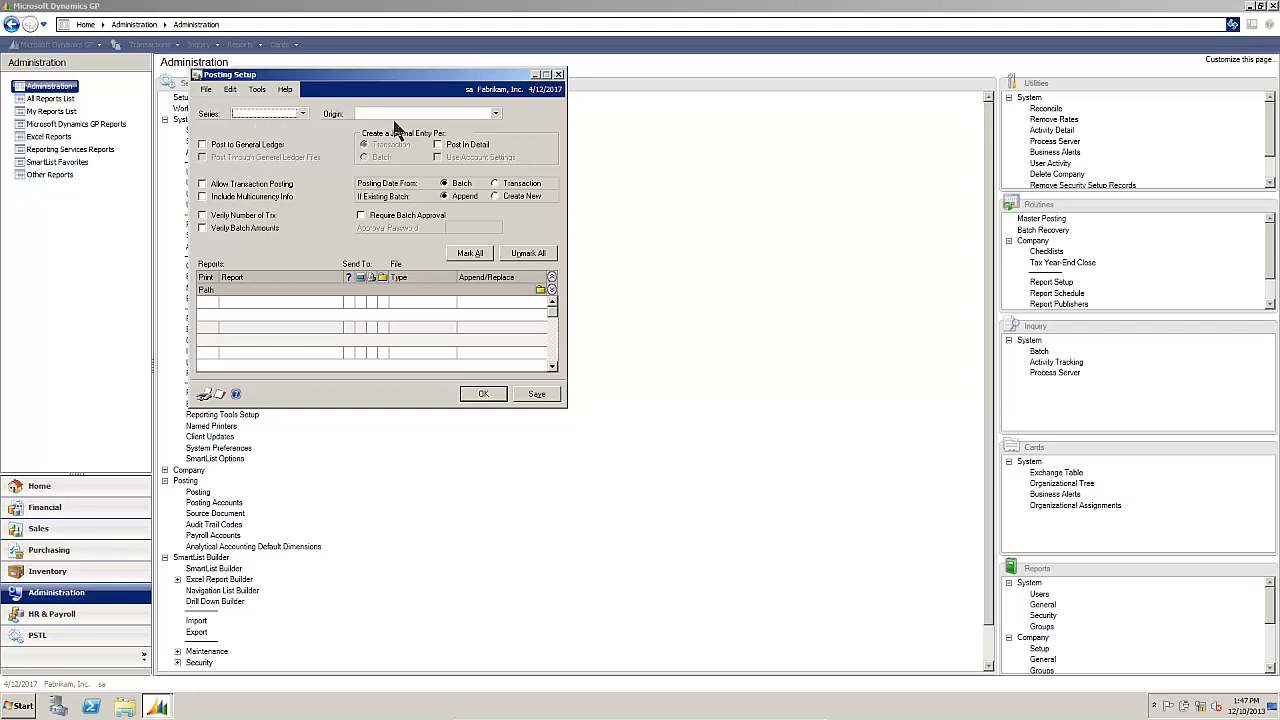 Microsoft Dynamics GP
Home Administration Administration
Microsoft Dynamics GP Transactions Inquiry Reports Cards
Administration
Administration
Customize this page...
Administration
All Reports List
My Reports List
Microsoft Dynamics GP Reports
Excel Reports
Reporting Services Reports
SmartList Favorites
Other Reports
Home
Financial
Sales
Purchasing
Inventory
Administration
HR & Payroll
PSTL
Posting Setup
File Edit Tools Help
sa Fabrikam, Inc. 4/12/2017
Series:
Origin:
Create a Journal Entry Per:
Post to General Ledger
Transaction
Post In Detail
Post Through General Ledger Files
Batch
Use Account Settings
Allow Transaction Posting
Posting Date From: Batch Transaction
Include Multicurrency Info
If Existing Batch: Append Create New
Verify Number of Trx
Require Batch Approval
Verify Batch Amounts
Approval Password
Mark All
Unmark All
Reports:
Send To:
File
Print Report
?
Type
Append/Replace
Path
OK
Save
Reporting Tools Setup
Named Printers
Client Updates
System Preferences
SmartList Options
Company
Posting
Posting
Posting Accounts
Source Document
Audit Trail Codes
Payroll Accounts
Analytical Accounting Default Dimensions
SmartList Builder
SmartList Builder
Excel Report Builder
Navigation List Builder
Drill Down Builder
Import
Export
Maintenance
Security
Utilities
System
Reconcile
Remove Rates
Activity Detail
Process Server
Business Alerts
User Activity
Delete Company
Remove Security Setup Records
Routines
Master Posting
Batch Recovery
Company
Checklists
Tax Year-End Close
Report Setup
Report Schedule
Report Publishers
Inquiry
System
Batch
Activity Tracking
Process Server
Cards
System
Exchange Table
Organizational Tree
Business Alerts
Organizational Assignments
Reports
System
Users
General
Security
Groups
Company
Setup
General
Groups
4/12/2017 Fabrikam, Inc. sa
Start
1:47 PM
12/10/2013